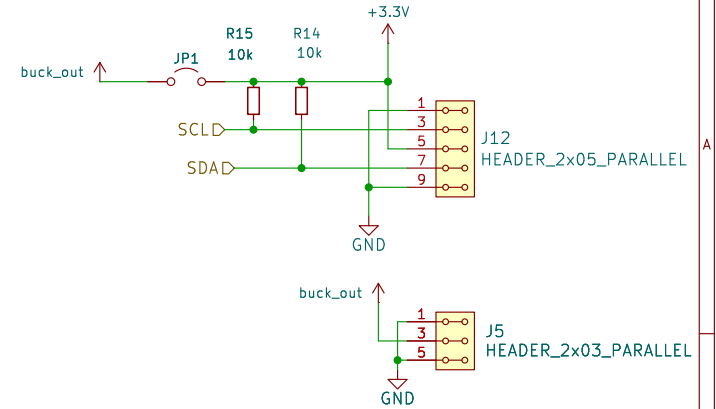 +3.3V
R15
10k
R14
10k
JP1
buck_out
1
3
5
7
9
SCL
SDA
J12
HEADER_2x05_PARALLEL
GND
A
buck_out
1
3
5
J5
HEADER_2x03_PARALLEL
GND